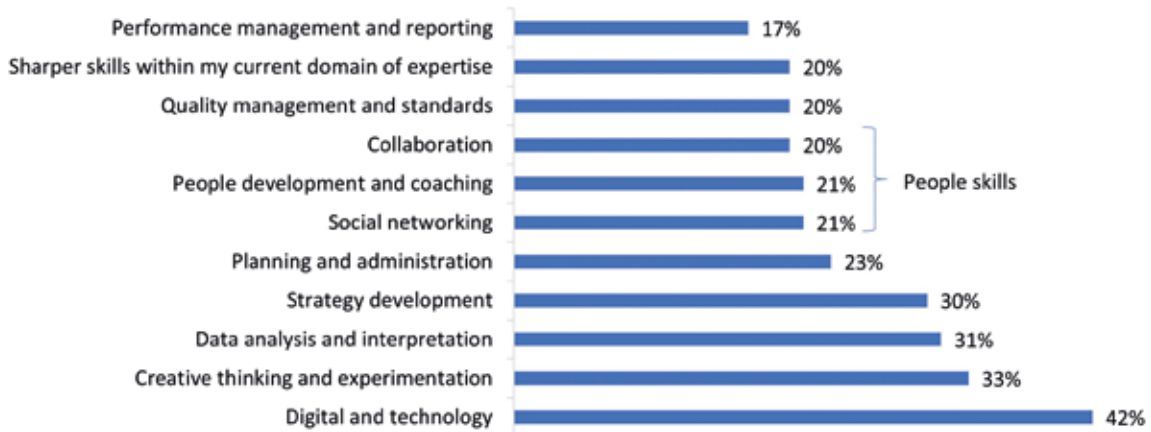 Performance management and reporting 17%
Sharper skills within my current domain of expertise 20%
Quality management and standards 20%
Collaboration 20%
People development and coaching 21% People skills
Social networking 21%
Planning and administration 23%
Strategy development 30%
Data analysis and interpretation 31%
Creative thinking and experimentation 33%
Digital and technology 42%